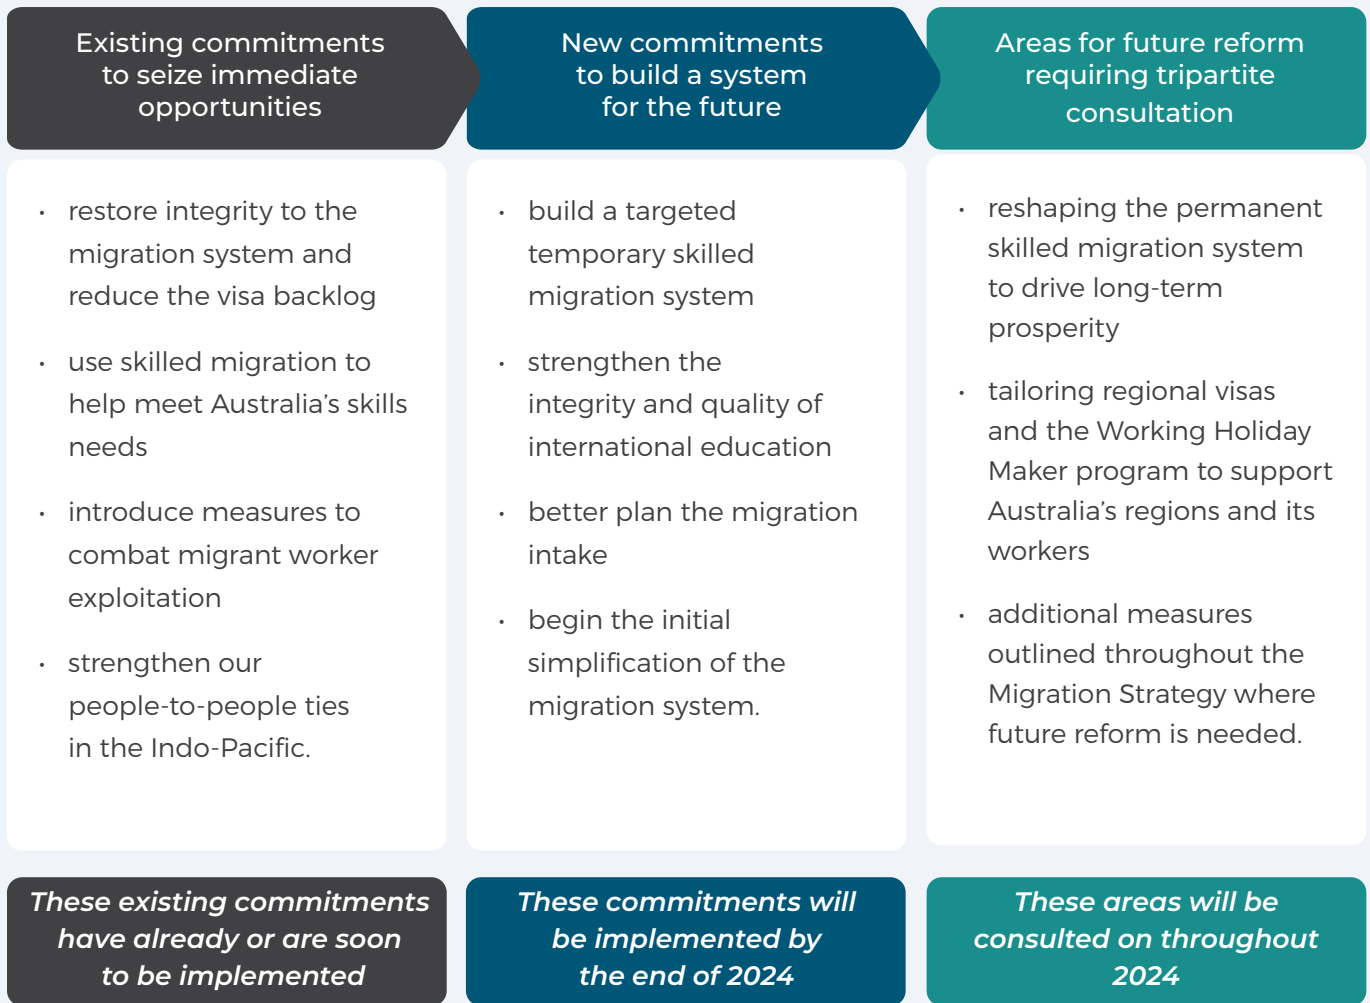 Existing commitments
to seize immediate
opportunities
• restore integrity to the
migration system and
reduce the visa backlog
• use skilled migration to
help meet Australia’s skills
needs
• introduce measures to
combat migrant worker
exploitation
• strengthen our
people-to-people ties
in the Indo-Pacific.
These existing commitments
have already or are soon
to be implemented
New commitments
to build a system
for the future
• build a targeted
temporary skilled
migration system
• strengthen the
integrity and quality of
international education
• better plan the migration
intake
• begin the initial
simplification of the
migration system.
These commitments will
be implemented by
the end of 2024
Areas for future reform
requiring tripartite
consultation
• reshaping the permanent
skilled migration system
to drive long-term
prosperity
• tailoring regional visas
and the Working Holiday
Maker program to support
Australia’s regions and its
workers
• additional measures
outlined throughout the
Migration Strategy where
future reform is needed.
These areas will be
consulted on throughout
2024